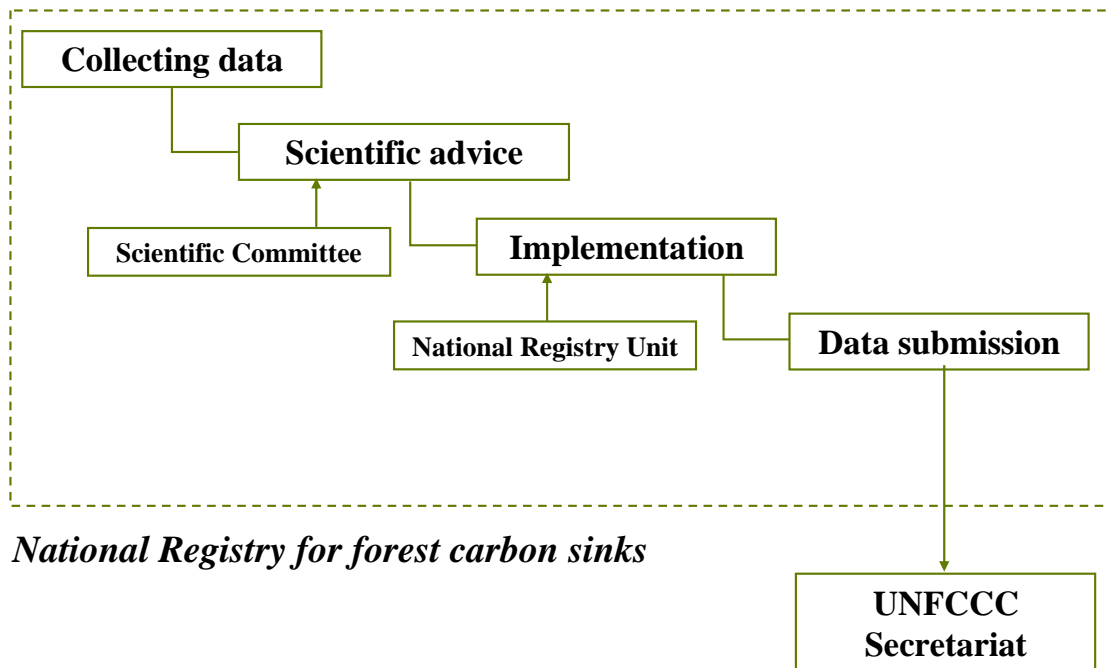 Collecting data
Scientific advice
Scientific Committee
Implementation
National Registry Unit
Data submission
National Registry for forest carbon sinks
UNFCCC
Secretariat